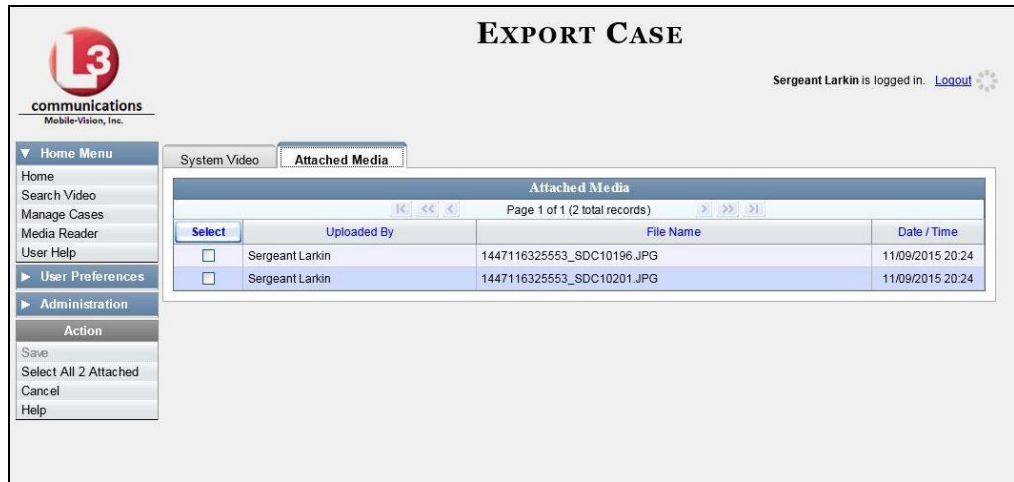 EXPORT CASE
L3
communications
Mobile-Vision, Inc.
Sergeant Larkin is logged in. Logout
▼ Home Menu
Home
Search Video
Manage Cases
Media Reader
User Help
▶ User Preferences
▶ Administration
Action
Save
Select All 2 Attached
Cancel
Help
System Video Attached Media
Attached Media
|< << < Page 1 of 1 (2 total records) > >> >|
Select Uploaded By File Name Date / Time
Sergeant Larkin 1447116325553_SDC10196.JPG 11/09/2015 20:24
Sergeant Larkin 1447116325553_SDC10201.JPG 11/09/2015 20:24